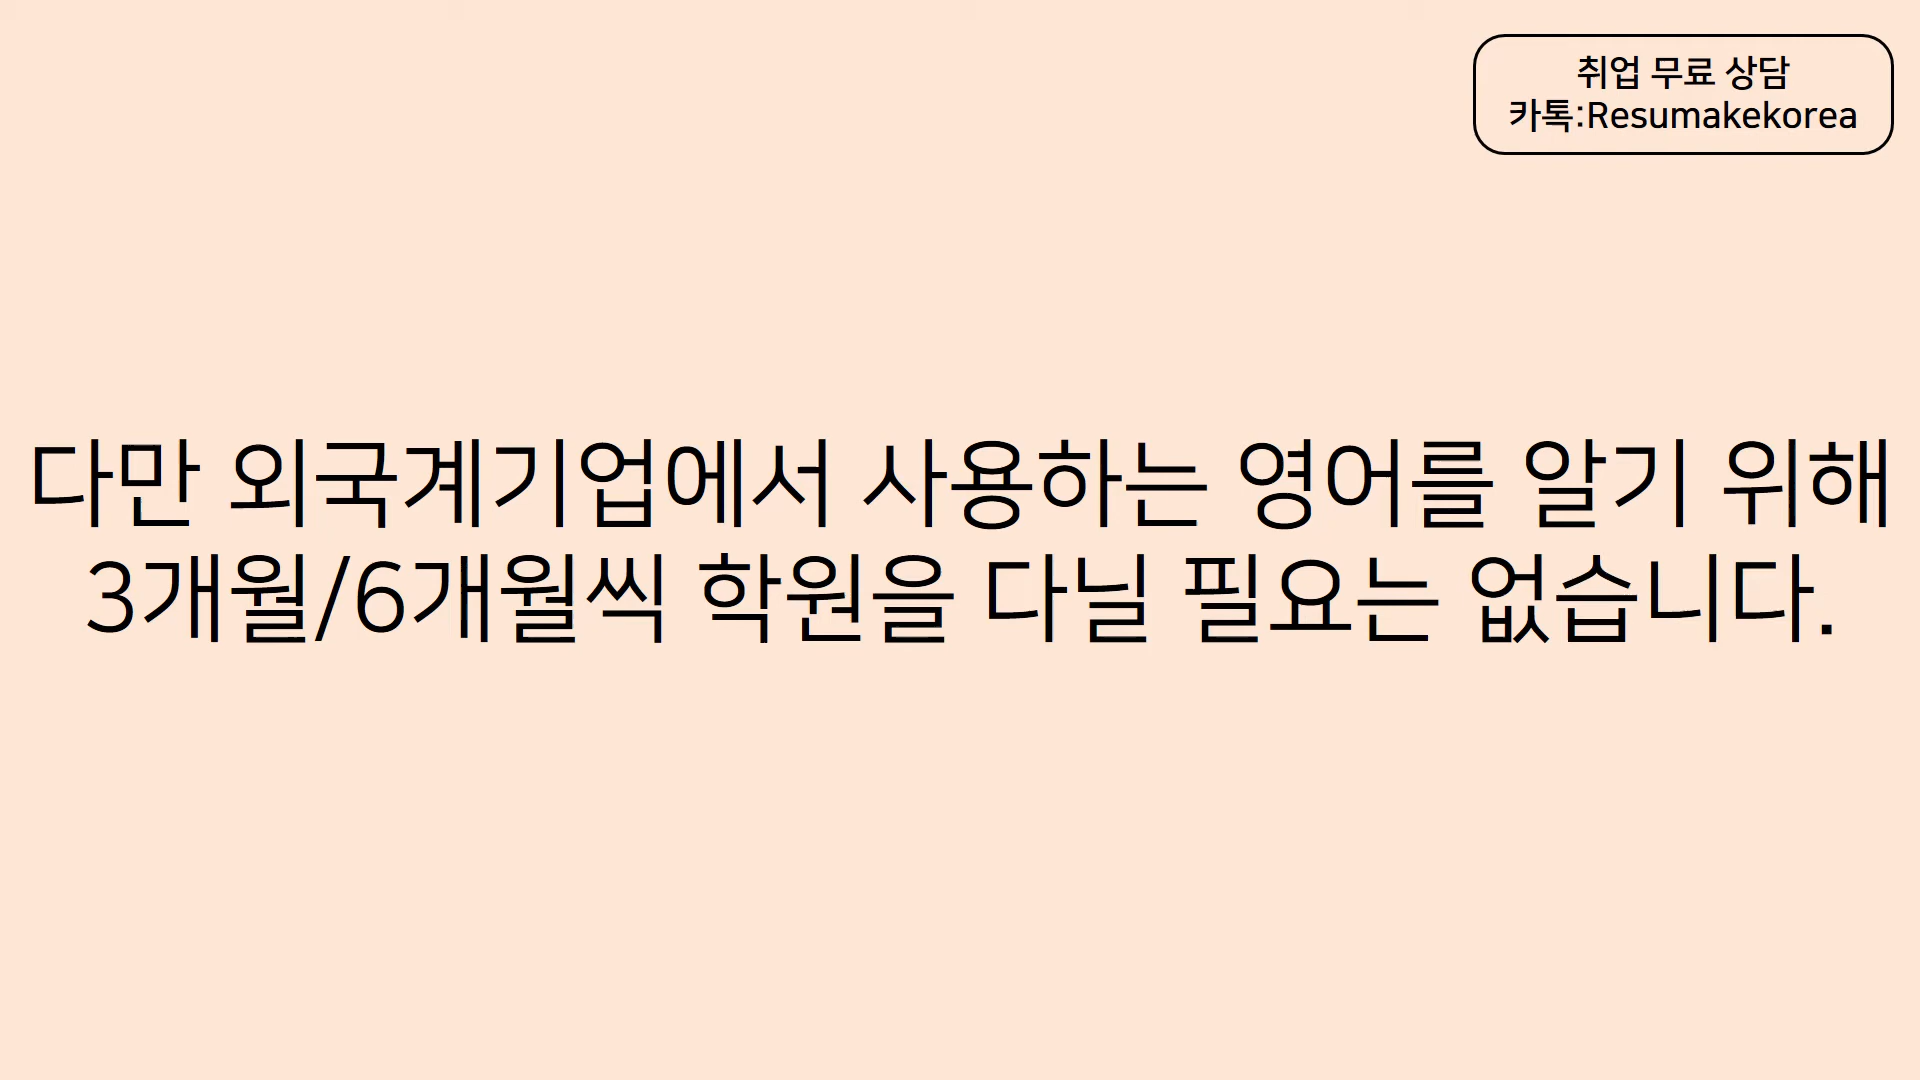 취업 무료 상담
카톡:Resumakekorea
다만 외국계기업에서 사용하는 영어를 알기 위해
3개월/6개월씩 학원을 다닐 필요는 없습니다.